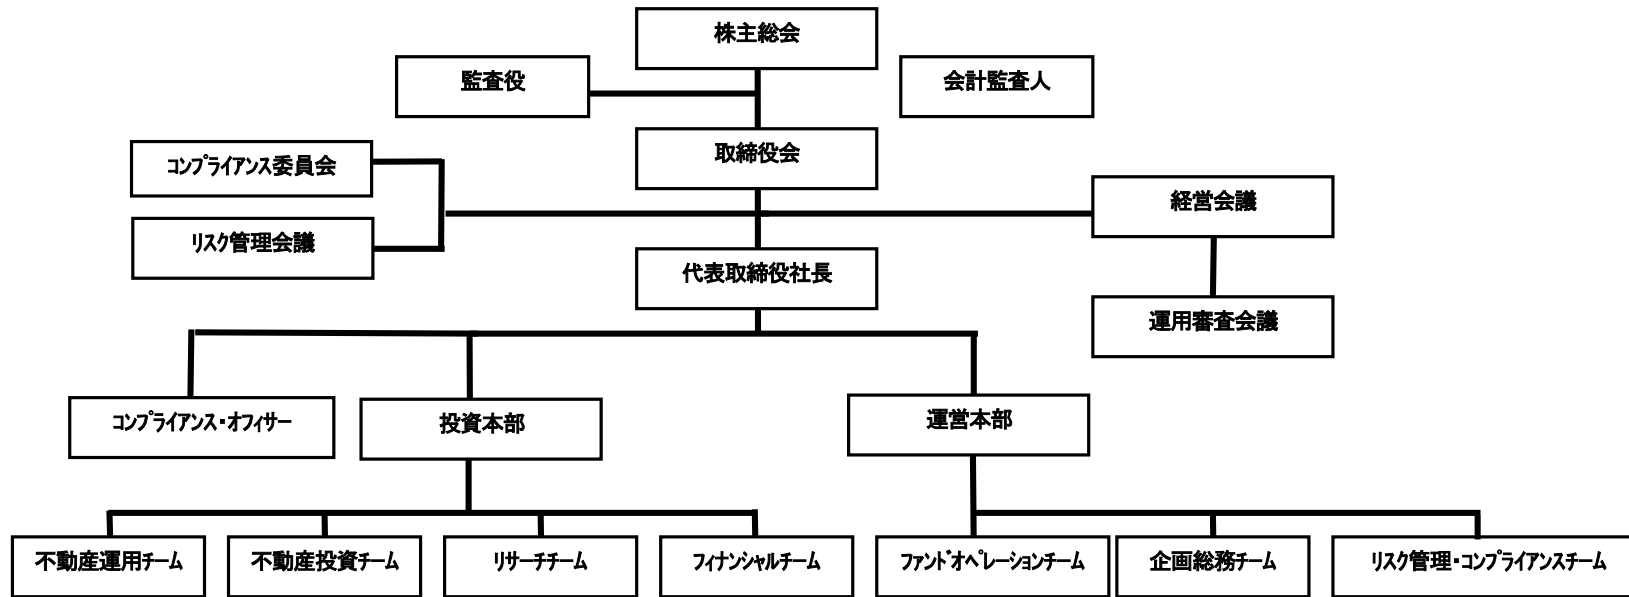 株主総会
監査役
会計監査人
取締役会
コンプライアンス委員会
経営会議
リスク管理会議
代表取締役社長
運用審査会議
コンプライアンス・オフィサー
投資本部
運営本部
不動産運用チーム
不動産投資チーム
リサーチチーム
フィナンシャルチーム
ファンドオペレーションチーム
企画総務チーム
リスク管理・コンプライアンスチーム